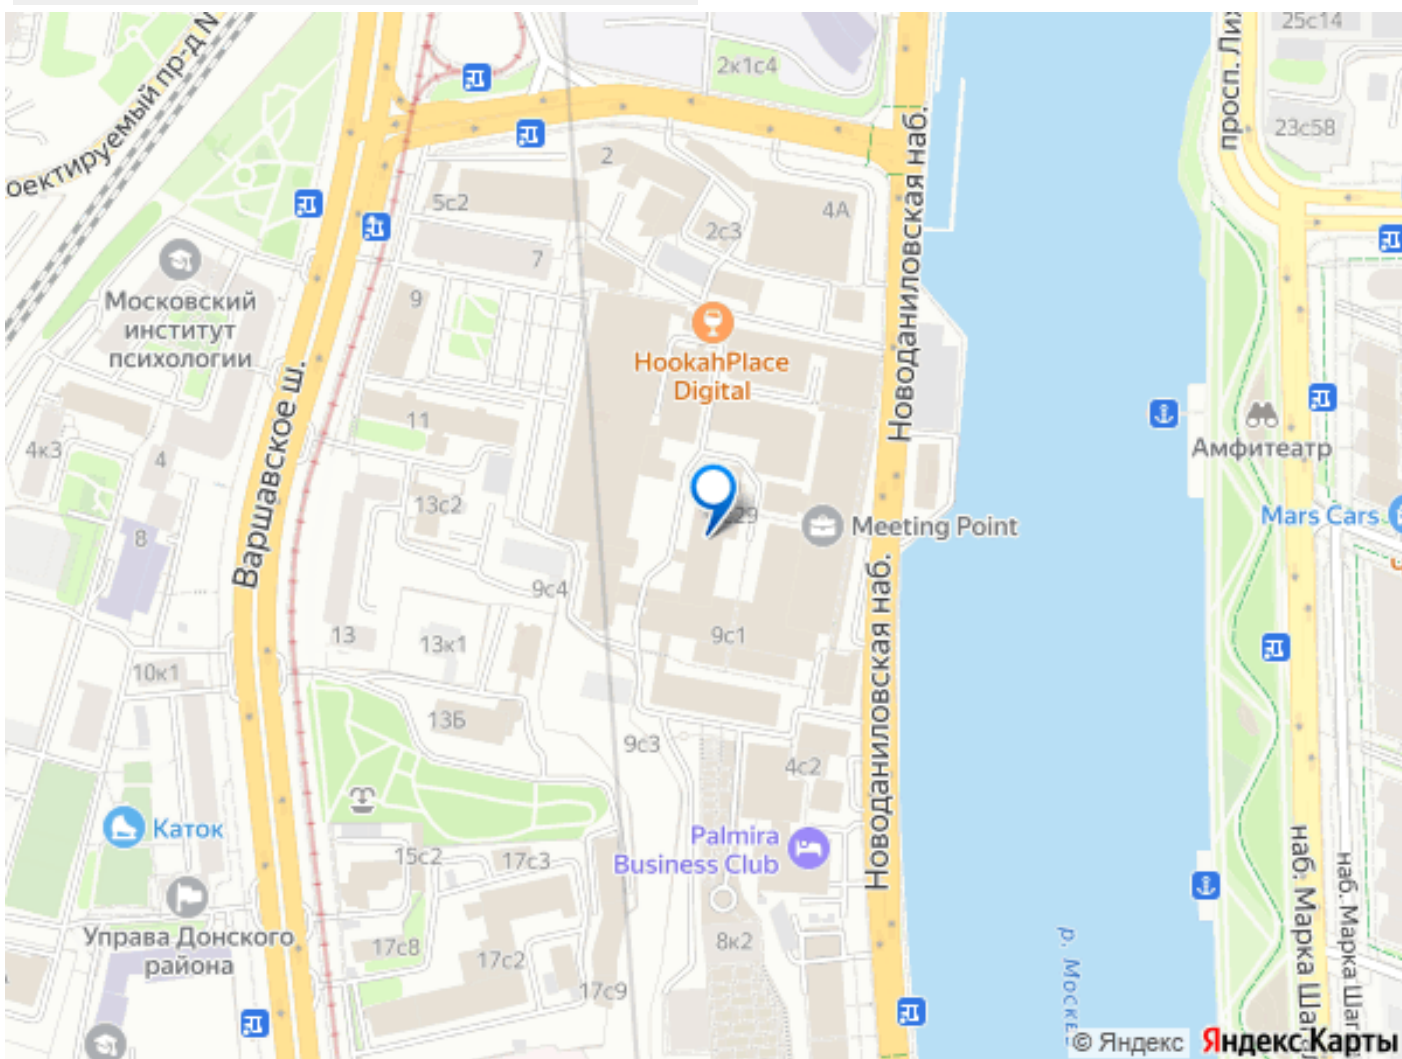 25с14
просп. Лих
2к1с4
оектируемый пр-д N
23с58
Новоданиловская наб.
2
5с2
4А
2с3
7
Московский
институт
психологии
9
HookahPlace
Digital
Варшавское ш.
11
4к3
4
Амфитеатр
13с2
29
Meeting Point
Mars Cars
8
9с4
Новоданиловская наб.
13
13к1
9с1
10к1
13Б
9с3
4с2
Каток
Palmira
Business Club
15с2
17с3
наб. Марка Шаг
наб. Марка Шаг
Управа Донского
района
17с8
17с2
8к2
17с9
р. Москв
© Яндекс
Яндекс Карты